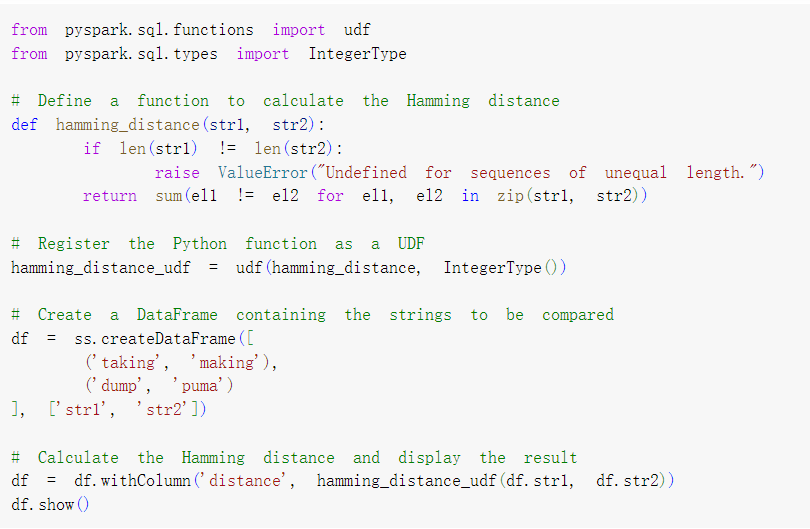 from pyspark.sql.functions import udf
from pyspark.sql.types import IntegerType
# Define a function to calculate the Hamming distance
def hamming_distance(str1, str2):
if len(str1) != len(str2):
raise ValueError("Undefined for sequences of unequal length.")
return sum(el1 != el2 for el1, el2 in zip(str1, str2))
# Register the Python function as a UDF
hamming_distance_udf = udf(hamming_distance, IntegerType())
# Create a DataFrame containing the strings to be compared
df = ss.createDataFrame([
('taking', 'making'),
('dump', 'puma')
], ['str1', 'str2'])
# Calculate the Hamming distance and display the result
df = df.withColumn('distance', hamming_distance_udf(df.str1, df.str2))
df.show()